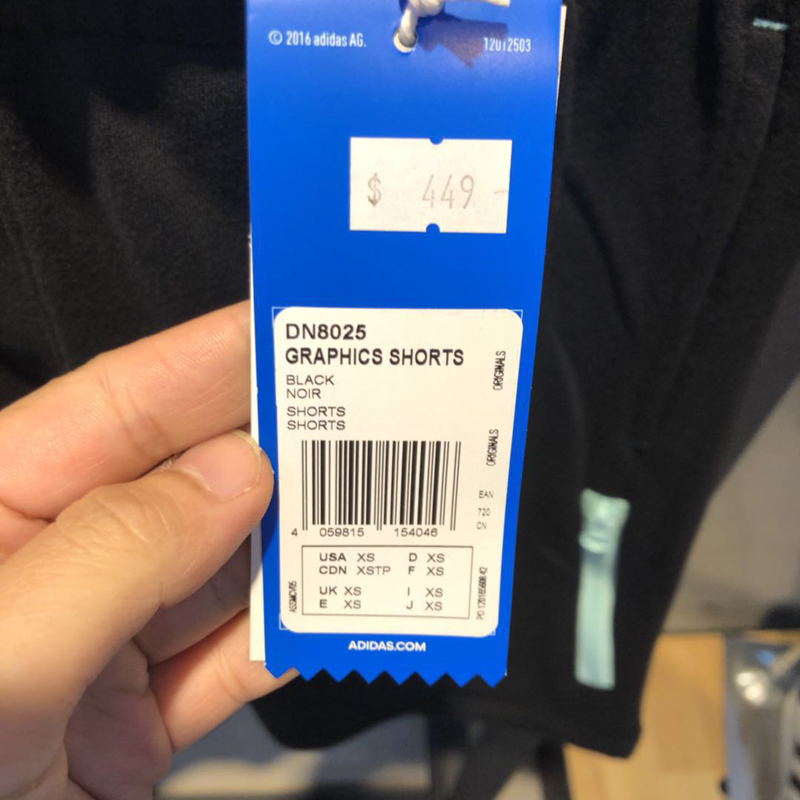 © 2016 adidas AG.
12012503
$ 449 -
DN8025
GRAPHICS SHORTS
BLACK
NOIR
SHORTS
SHORTS
ORIGINALS
ORIGINALS
EAN
720
CN
4 059815 154046
USA XS D XS
CDN XSTP F XS
UK XS I XS
E XS J XS
ADIDAS.COM